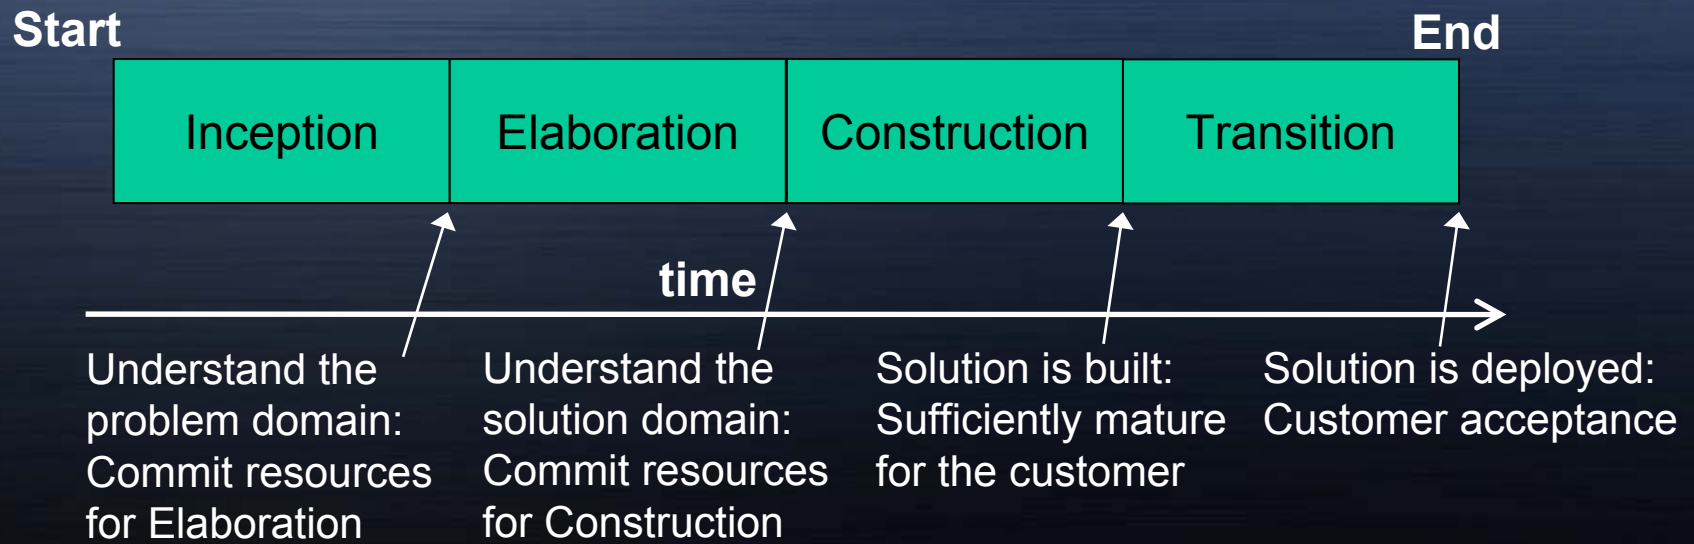 Start
End
Inception
Elaboration
Construction
Transition
time
Understand the
problem domain:
Commit resources
for Elaboration
Understand the
solution domain:
Commit resources
for Construction
Solution is built:
Sufficiently mature
for the customer
Solution is deployed:
Customer acceptance